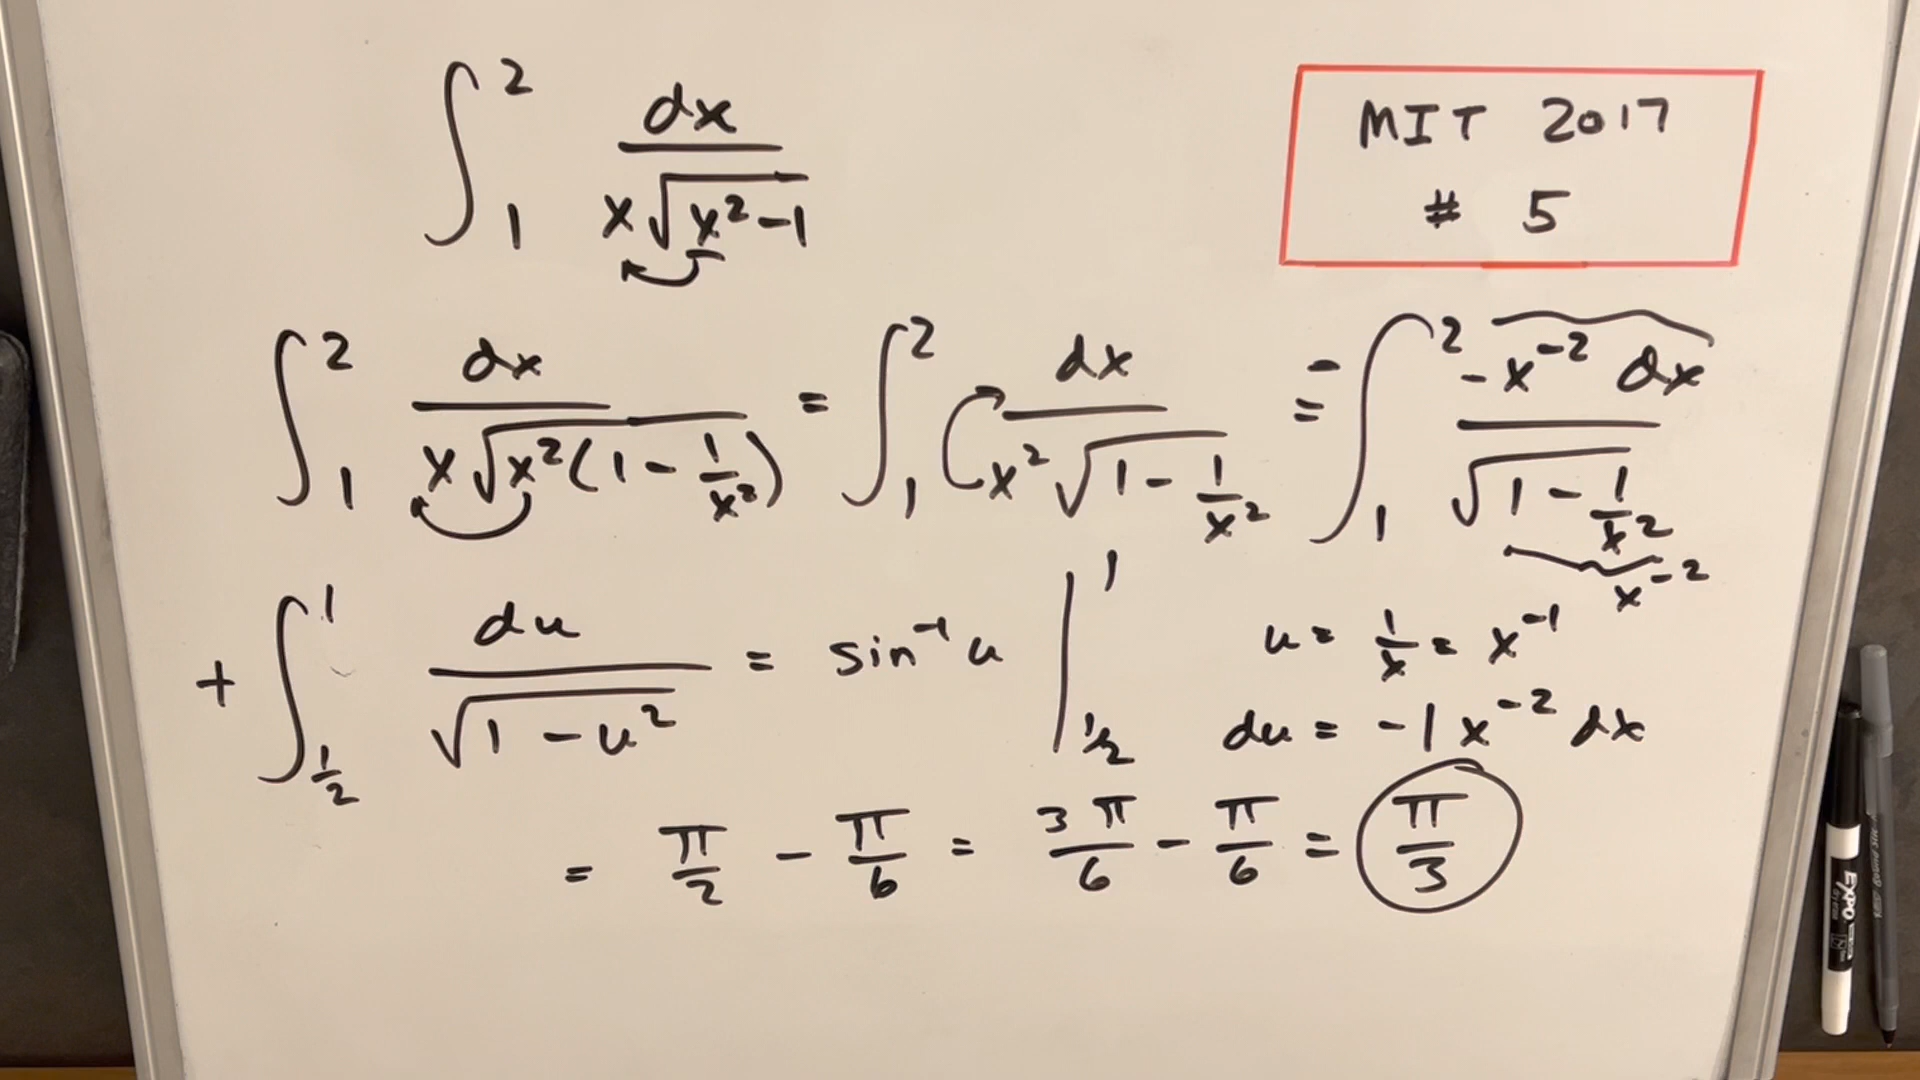 ∫₁² dx / (x√(x²-1))
MIT 2017
# 5
∫₁² dx / (x√(x²(1 - 1/x²))) = ∫₁² dx / (x²√(1 - 1/x²)) = -∫₁² -x⁻² dx / √(1 - 1/x²)
x⁻²
+ ∫_{1/2}^1 du / √(1 - u²) = sin⁻¹ u |_{1/2}^1
u = 1/x = x⁻¹
du = -1x⁻² dx
= π/2 - π/6 = 3π/6 - π/6 = π/3
EXPO